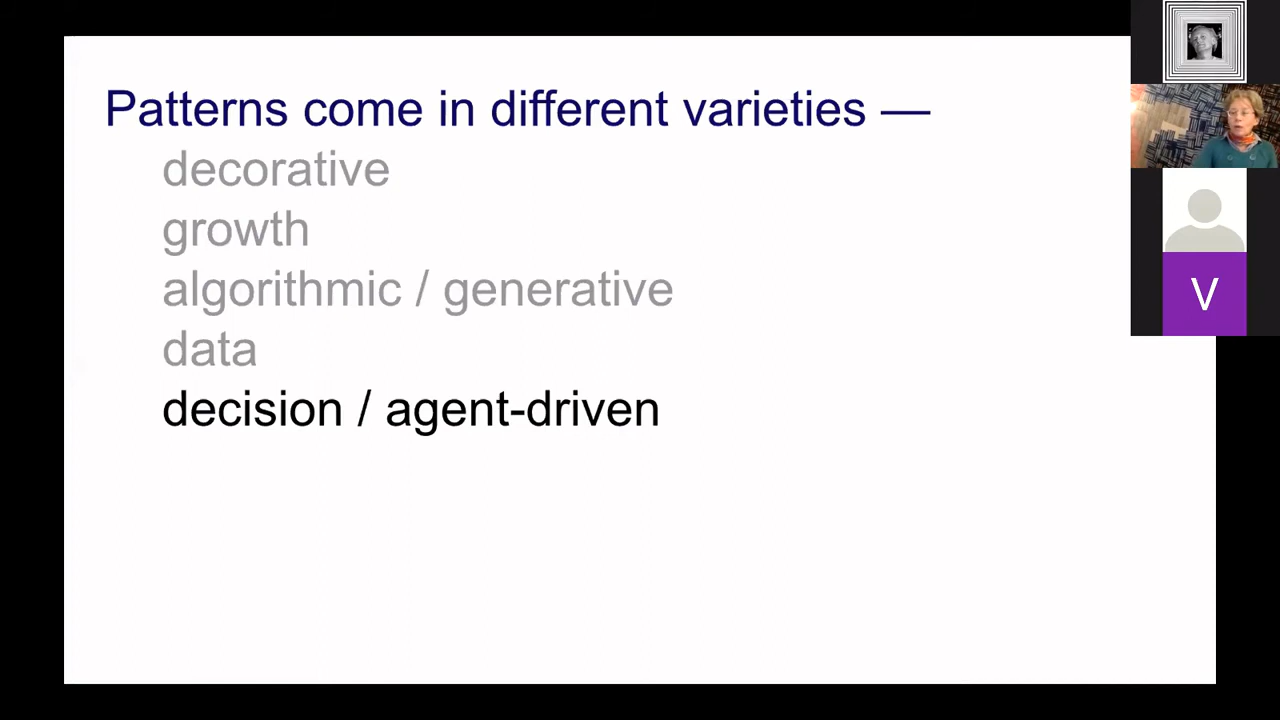 Patterns come in different varieties —
decorative
growth
algorithmic / generative
data
decision / agent-driven
V